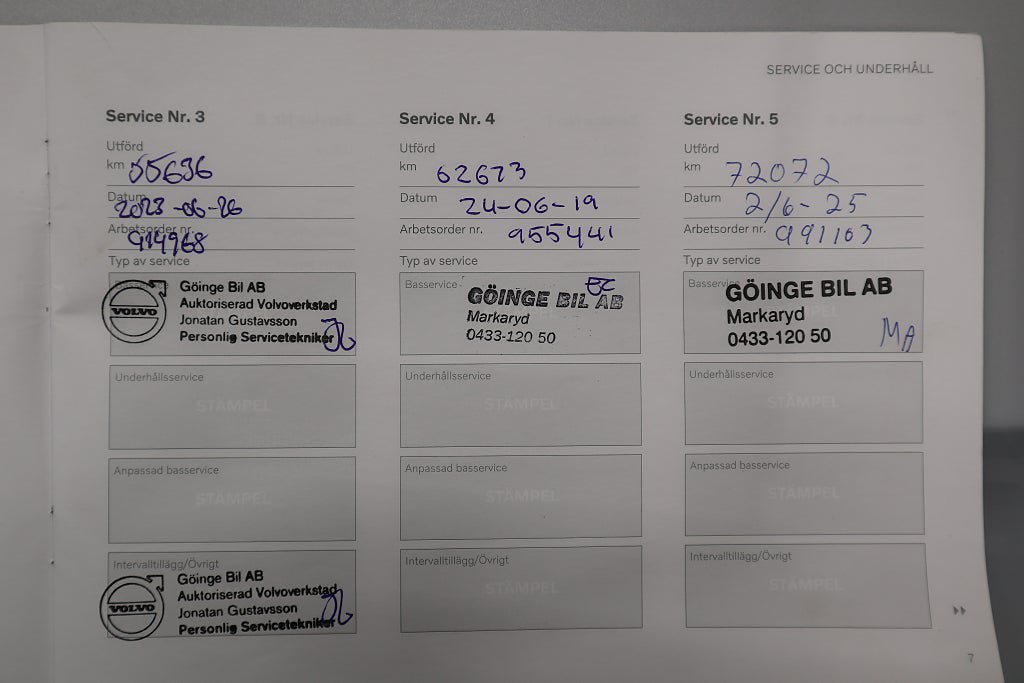 SERVICE OCH UNDERHÅLL
Service Nr. 3
Utförd
km 55636
Datum 2023-06-26
Arbetsorder nr. 914968
Typ av service
Göinge Bil AB
Auktoriserad Volvoverkstad
VOLVO
Jonatan Gustavsson
Personlig Servicetekniker
Underhållsservice
STÄMPEL
Anpassad basservice
STÄMPEL
Intervalltillägg/Övrigt
Göinge Bil AB
Auktoriserad Volvoverkstad
VOLVO
Jonatan Gustavsson
Personlig Servicetekniker
Service Nr. 4
Utförd
km 62673
Datum 24-06-19
Arbetsorder nr. 955441
Typ av service
Basservice
GÖINGE BIL AB
Markaryd
0433-120 50
Underhållsservice
STÄMPEL
Anpassad basservice
STÄMPEL
Intervalltillägg/Övrigt
STÄMPEL
Service Nr. 5
Utförd
km 72072
Datum 2/6-25
Arbetsorder nr. 991103
Typ av service
Basservice
GÖINGE BIL AB
Markaryd
0433-120 50
MA
Underhållsservice
STÄMPEL
Anpassad basservice
STÄMPEL
Intervalltillägg/Övrigt
STÄMPEL
7